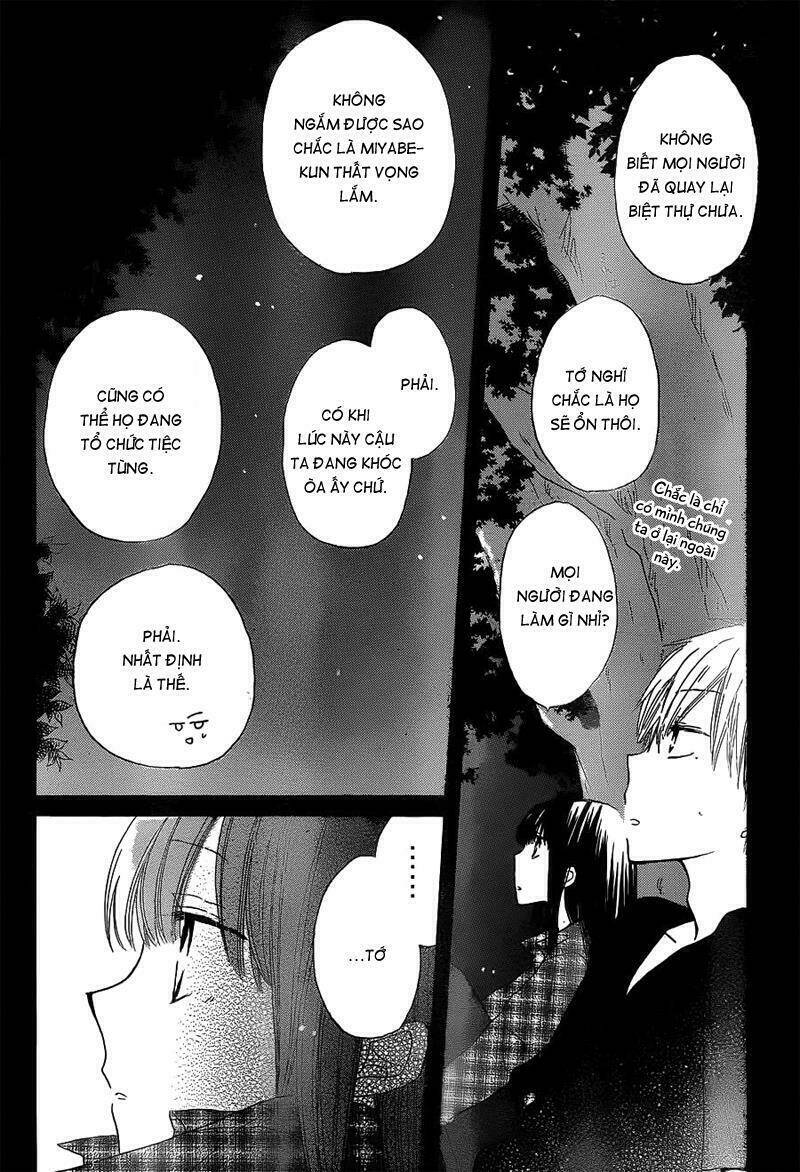 KHÔNG
BIẾT MỌI NGƯỜI
ĐÃ QUAY LẠI
BIỆT THỰ CHƯA.
TỚ NGHĨ
CHẮC LÀ HỌ
SẼ ỔN THÔI.
Chắc là chỉ
có mình chúng
ta ở lại ngoài
này.
MỌI
NGƯỜI ĐANG
LÀM GÌ NHỈ?
KHÔNG
NGẮM ĐƯỢC SAO
CHẮC LÀ MIYABE-
KUN THẤT VỌNG
LẮM.
PHẢI.
CÓ KHI
LÚC NÀY CẬU
TA ĐANG KHÓC
ÒA ẤY CHỨ.
CŨNG CÓ
THỂ HỌ ĐANG
TỔ CHỨC TIỆC
TÙNG.
PHẢI.
NHẤT ĐỊNH
LÀ THẾ.
......
...TỚ